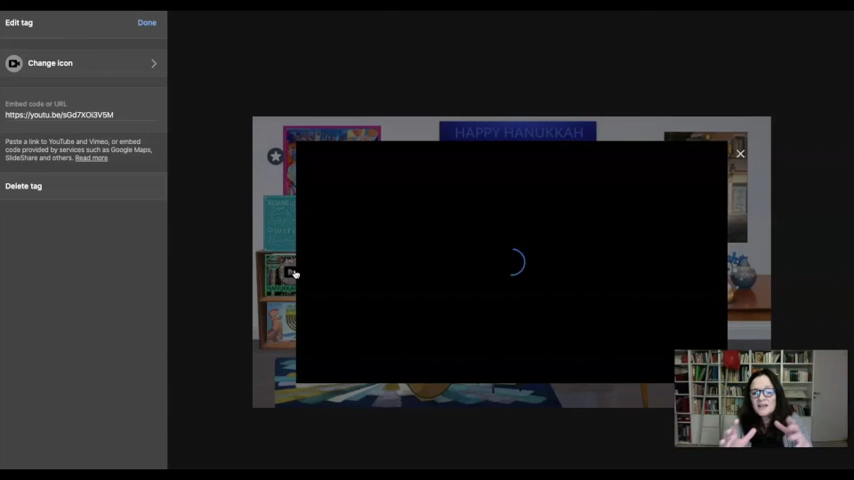 Edit tag
Done
Change icon
Embed code or URL
https://youtu.be/sGd7XOi3V5M
Paste a link to YouTube and Vimeo, or embed
code provided by services such as Google Maps,
SlideShare and others. Read more
Delete tag
HAPPY HANUKKAH